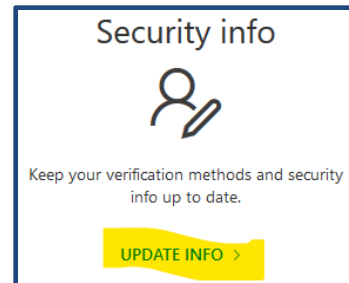 Security info
Keep your verification methods and security
info up to date.
UPDATE INFO >